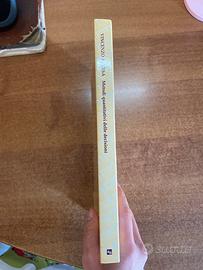 VINCENZO
Metodi quantitativi delle decisioni
subito